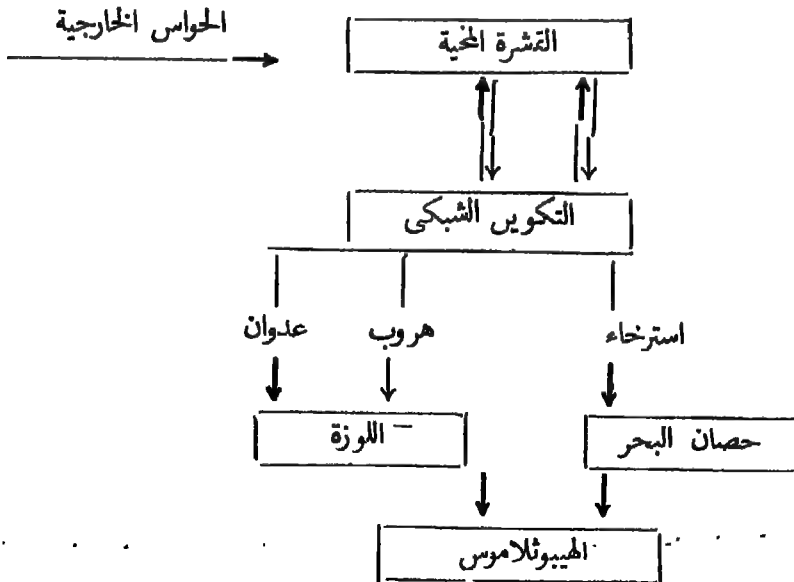 الحواس الخارجية
القشرة المخية
التكوين الشبكى
استرخاء
هروب
عدوان
حصان البحر
اللوزة
الهيبوثلاموس